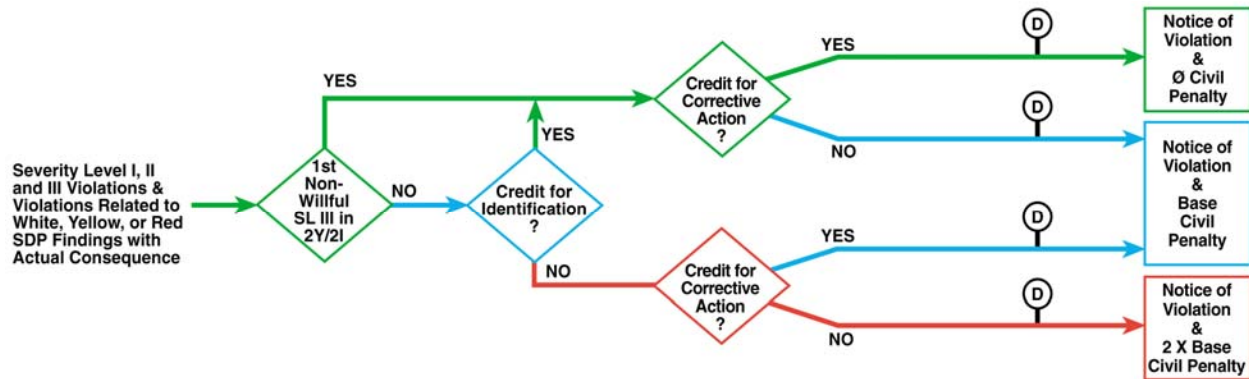 Severity Level I, II
and III Violations &
Violations Related to
White, Yellow, or Red
SDP Findings with
Actual Consequence
1st
Non-
Willful
SL III in
2Y/2I
YES
NO
Credit for
Identification
?
YES
NO
Credit for
Corrective
Action
?
YES
NO
D
D
Credit for
Corrective
Action
?
YES
NO
D
D
Notice of
Violation
&
Ø Civil
Penalty
Notice of
Violation
&
Base
Civil
Penalty
Notice of
Violation
&
2 X Base
Civil Penalty